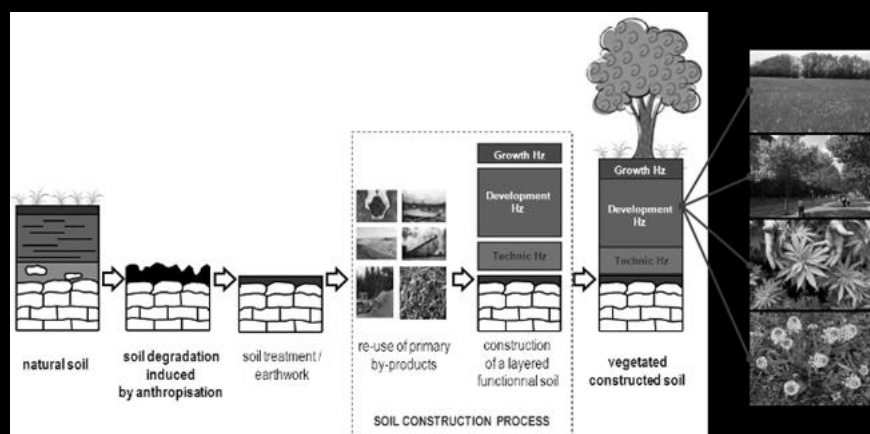 natural soil
soil degradation
induced
by anthropisation
soil treatment /
earthwork
re-use of primary
by-products
Growth Hz
Development
Hz
Technic Hz
construction
of a layered
functionnal soil
SOIL CONSTRUCTION PROCESS
Growth Hz
Development
Hz
Technic Hz
vegetated
constructed soil